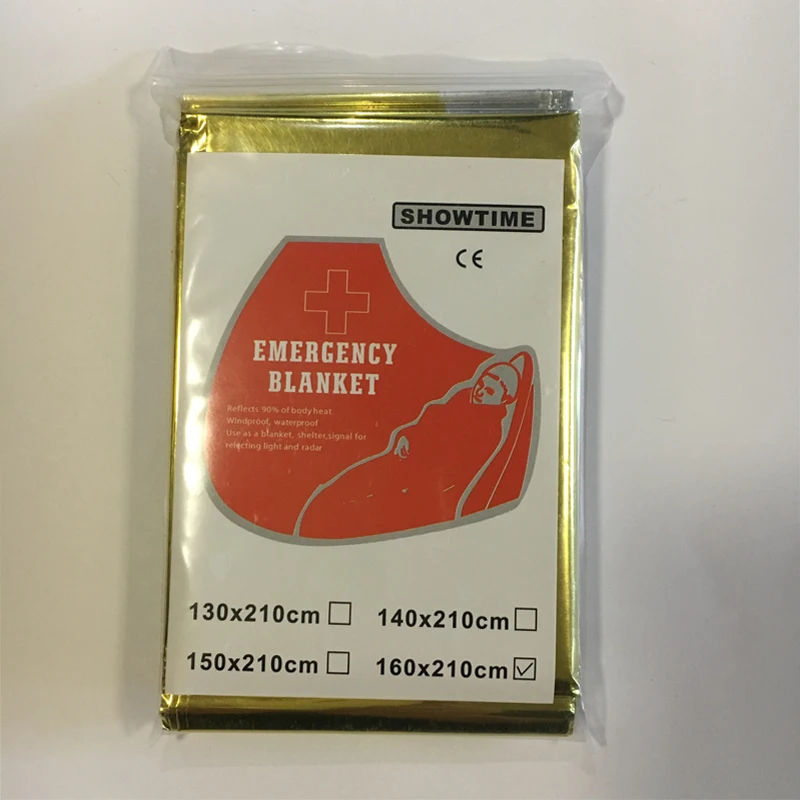 SHOWTIME
CE
EMERGENCY
BLANKET
Reflects 90% of body heat
Windproof, waterproof
Use as a blanket, shelter,signal for
relecting light and radar
130x210cm☐ 140x210cm☐
150x210cm☐ 160x210cm☑